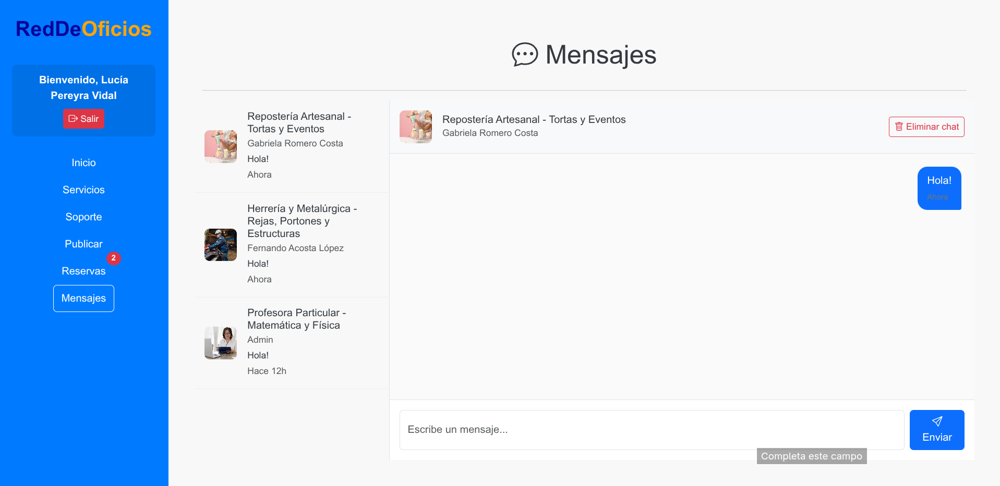 RedDeOficios
Bienvenido, Lucía
Pereyra Vidal
Salir
Inicio
Servicios
Soporte
Publicar
2
Reservas
Mensajes
Mensajes
Repostería Artesanal -
Tortas y Eventos
Gabriela Romero Costa
Hola!
Ahora
Herrería y Metalúrgica -
Rejas, Portones y
Estructuras
Fernando Acosta López
Hola!
Ahora
Profesora Particular -
Matemática y Física
Admin
Hola!
Hace 12h
Repostería Artesanal - Tortas y Eventos
Gabriela Romero Costa
Eliminar chat
Hola!
Ahora
Escribe un mensaje...
Enviar
Completa este campo